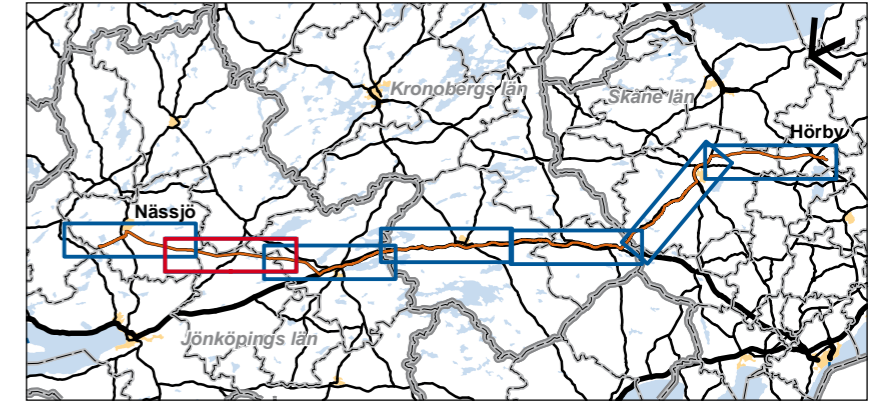 Kronobergs län
Skåne län
Hörby
Nässjö
Jönköpings län